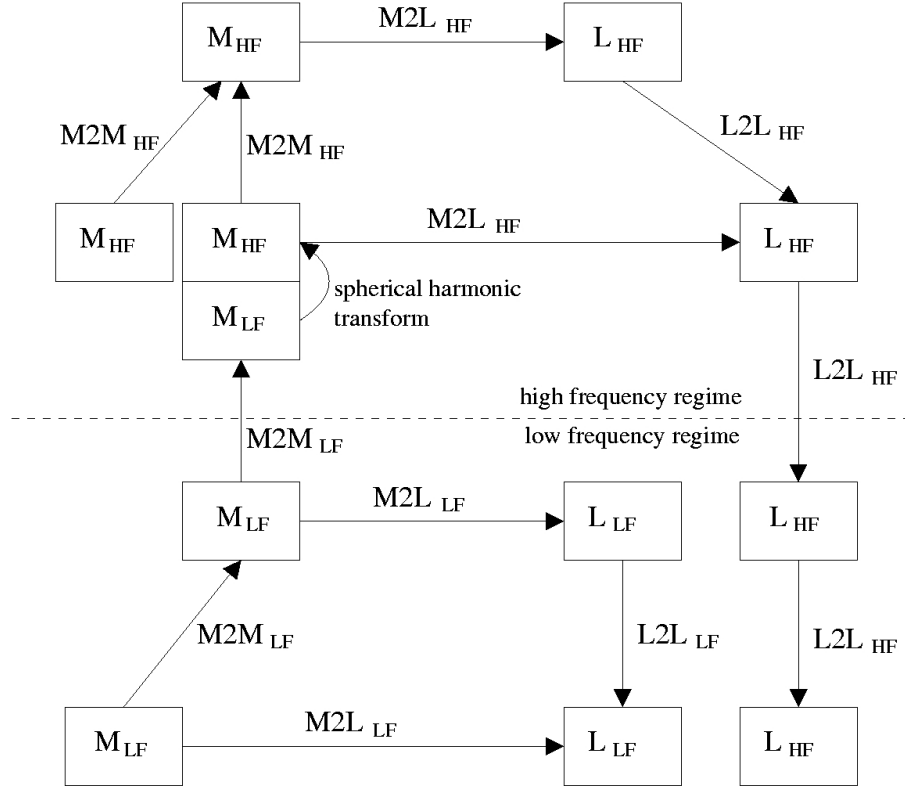 M HF
M2L HF
L HF
M2M HF
M2M HF
L2L HF
M HF
M HF
M2L HF
L HF
spherical harmonic
transform
M LF
L2L HF
high frequency regime
low frequency regime
M2M LF
M LF
M2L LF
L LF
L HF
M2M LF
L2L LF
L2L HF
M LF
M2L LF
L LF
L HF